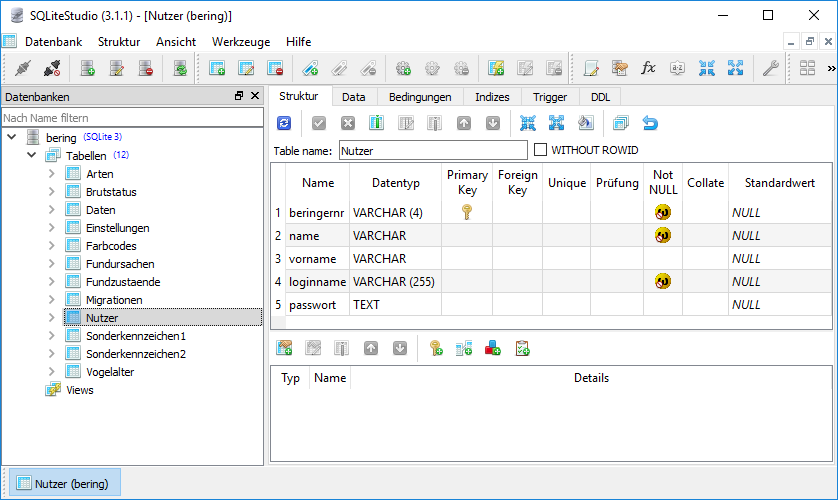 SQLiteStudio (3.1.1) - [Nutzer (bering)]
Datenbank Struktur Ansicht Werkzeuge Hilfe
Datenbanken
Nach Name filtern
bering (SQLite 3)
Tabellen (12)
Arten
Brutstatus
Daten
Einstellungen
Farbcodes
Fundursachen
Fundzustaende
Migrationen
Nutzer
Sonderkennzeichen1
Sonderkennzeichen2
Vogelalter
Views
Struktur Data Bedingungen Indizes Trigger DDL
Table name: Nutzer WITHOUT ROWID
Name Datentyp Primary Key Foreign Key Unique Prüfung Not NULL Collate Standardwert
1 beringernr VARCHAR (4) NULL
2 name VARCHAR NULL
3 vorname VARCHAR NULL
4 loginname VARCHAR (255) NULL
5 passwort TEXT NULL
Typ Name Details
Nutzer (bering)